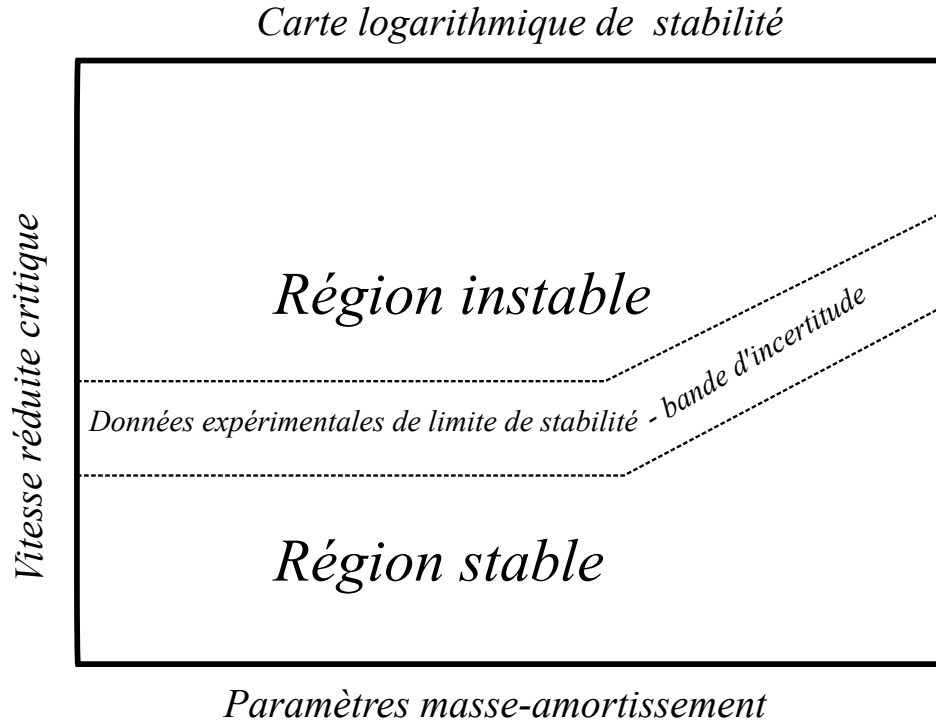 Carte logarithmique de stabilité
Vitesse réduite critique
Région instable
Données expérimentales de limite de stabilité - bande d'incertitude
Région stable
Paramètres masse-amortissement